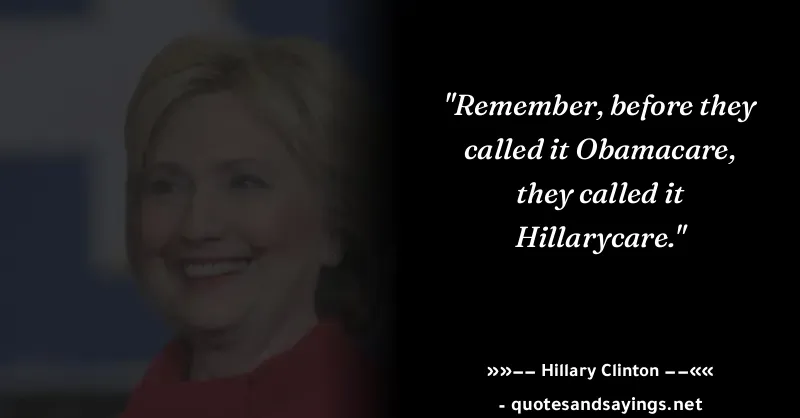 "Remember, before they
called it Obamacare,
they called it
Hillarycare."
»»–– Hillary Clinton ––««
- quotesandsayings.net